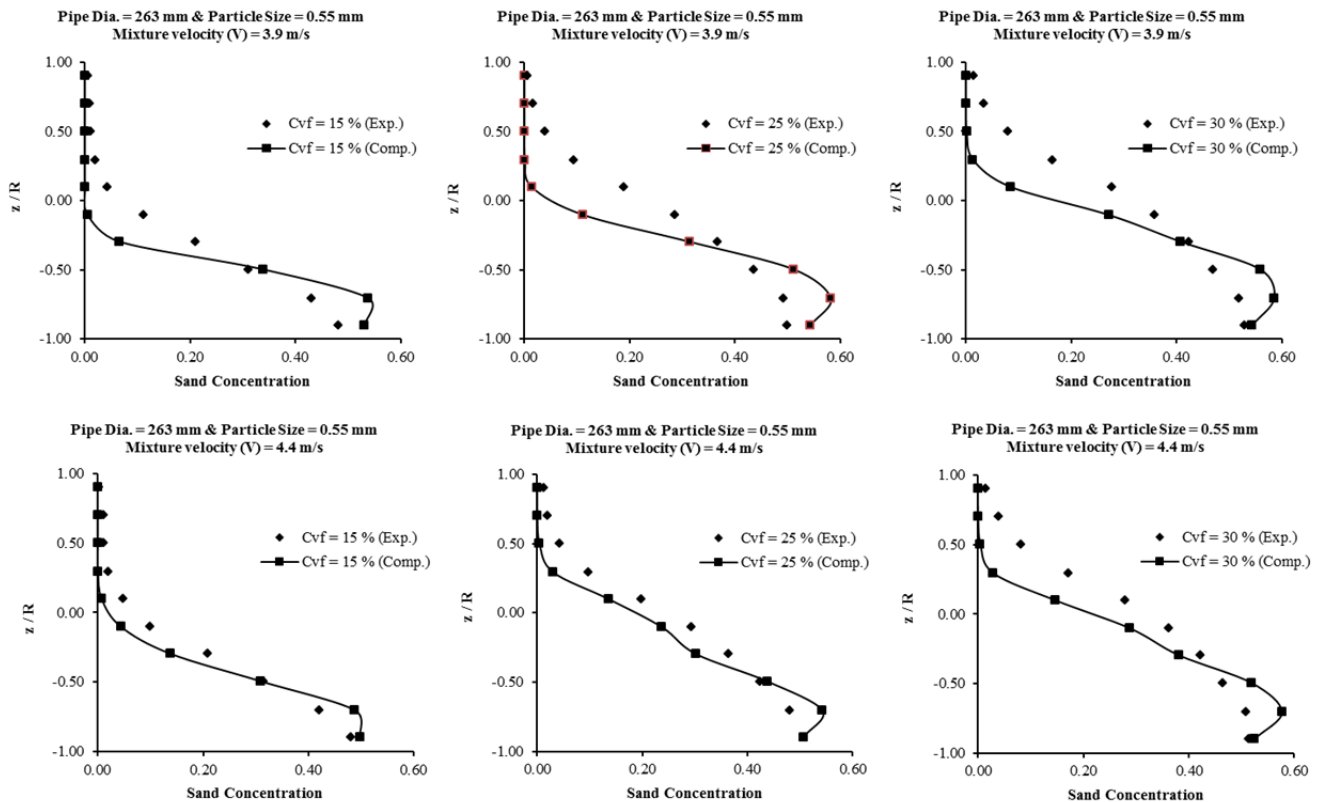 Pipe Dia. = 263 mm & Particle Size = 0.55 mm
Mixture velocity (V) = 3.9 m/s
1.00
0.50
0.00
-0.50
-1.00
z / R
Cvf = 15 % (Exp.)
Cvf = 15 % (Comp.)
0.00 0.20 0.40 0.60
Sand Concentration
Pipe Dia. = 263 mm & Particle Size = 0.55 mm
Mixture velocity (V) = 3.9 m/s
1.00
0.50
0.00
-0.50
-1.00
z / R
Cvf = 25 % (Exp.)
Cvf = 25 % (Comp.)
0.00 0.20 0.40 0.60
Sand Concentration
Pipe Dia. = 263 mm & Particle Size = 0.55 mm
Mixture velocity (V) = 3.9 m/s
1.00
0.50
0.00
-0.50
-1.00
z / R
Cvf = 30 % (Exp.)
Cvf = 30 % (Comp.)
0.00 0.20 0.40 0.60
Sand Concentration
Pipe Dia. = 263 mm & Particle Size = 0.55 mm
Mixture velocity (V) = 4.4 m/s
1.00
0.50
0.00
-0.50
-1.00
z / R
Cvf = 15 % (Exp.)
Cvf = 15 % (Comp.)
0.00 0.20 0.40 0.60
Sand Concentration
Pipe Dia. = 263 mm & Particle Size = 0.55 mm
Mixture velocity (V) = 4.4 m/s
1.00
0.50
0.00
-0.50
-1.00
z / R
Cvf = 25 % (Exp.)
Cvf = 25 % (Comp.)
0.00 0.20 0.40 0.60
Sand Concentration
Pipe Dia. = 263 mm & Particle Size = 0.55 mm
Mixture velocity (V) = 4.4 m/s
1.00
0.50
0.00
-0.50
-1.00
z / R
Cvf = 30 % (Exp.)
Cvf = 30 % (Comp.)
0.00 0.20 0.40 0.60
Sand Concentration